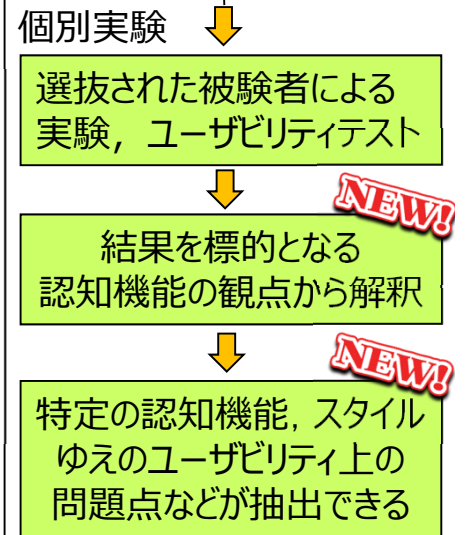 個別実験
選抜された被験者による
実験，ユーザビリティテスト
NEW!
結果を標的となる
認知機能の観点から解釈
NEW!
特定の認知機能，スタイル
ゆえのユーザビリティ上の
問題点などが抽出できる